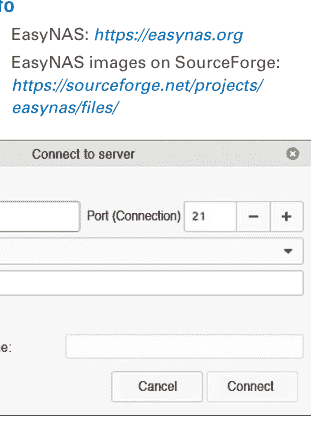 fo
EasyNAS: https://easynas.org
EasyNAS images on SourceForge:
https://sourceforge.net/projects/
easynas/files/
Connect to server
Port (Connection) 21 − +
e:
Cancel Connect